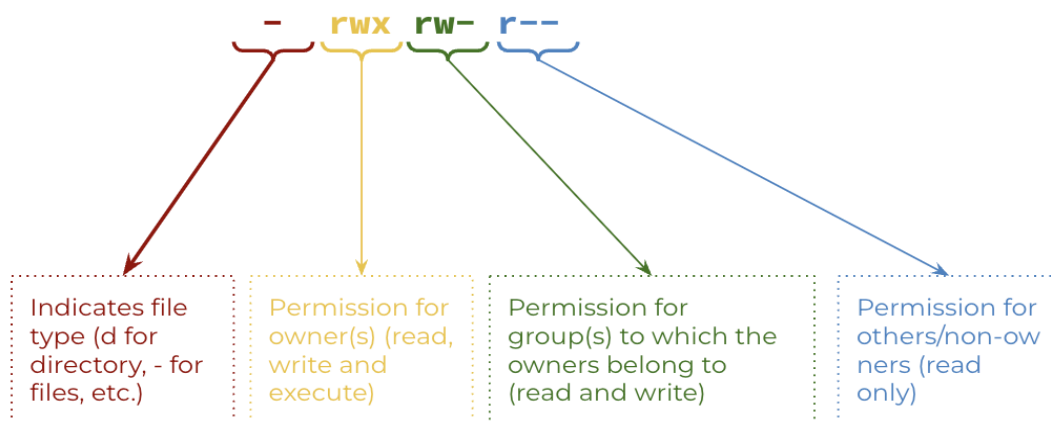 - rwx rw- r--
Indicates file
type (d for
directory, - for
files, etc.)
Permission for
owner(s) (read,
write and
execute)
Permission for
group(s) to which the
owners belong to
(read and write)
Permission for
others/non-ow
ners (read
only)